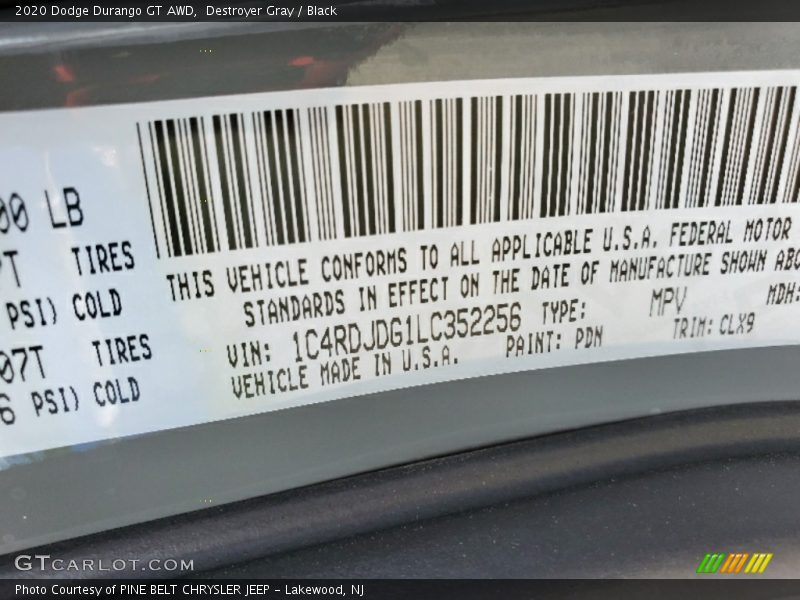 2020 Dodge Durango GT AWD,  Destroyer Gray / Black
00 LB
TIRES
PSI) COLD
07T TIRES
6 PSI) COLD
THIS VEHICLE CONFORMS TO ALL APPLICABLE U.S.A. FEDERAL MOTOR
STANDARDS IN EFFECT ON THE DATE OF MANUFACTURE SHOWN ABO
VIN: 1C4RDJDG1LC352256 TYPE: MPV MDH:
VEHICLE MADE IN U.S.A. PAINT: PDN TRIM: CLX9
GTCARLOT.COM
Photo Courtesy of PINE BELT CHRYSLER JEEP - Lakewood, NJ